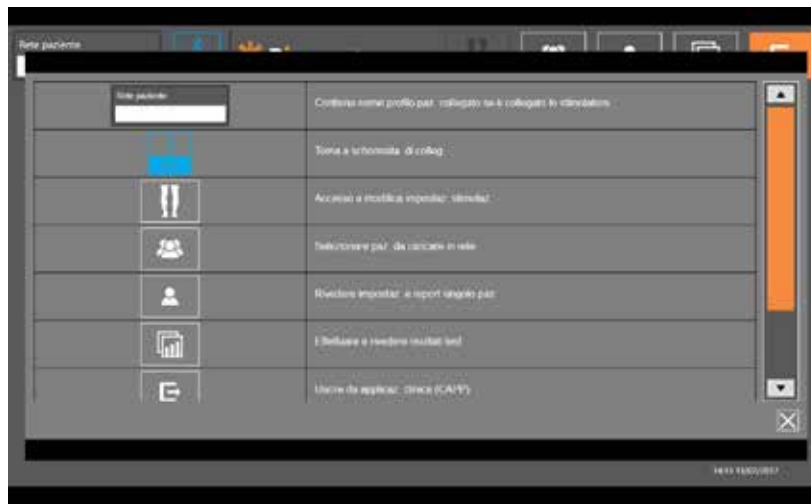 Rete paziente
Rete paziente
Contiene nome profilo paz. collegato se è collegato lo stimolatore
Torna a schermata di colleg.
Accesso a modifica impostaz. stimolaz.
Selezionare paz. da caricare in rete
Rivedere impostaz. e report singolo paz.
Effettuare e rivedere risultati test
Uscire da applicaz. clinica (CAPP)